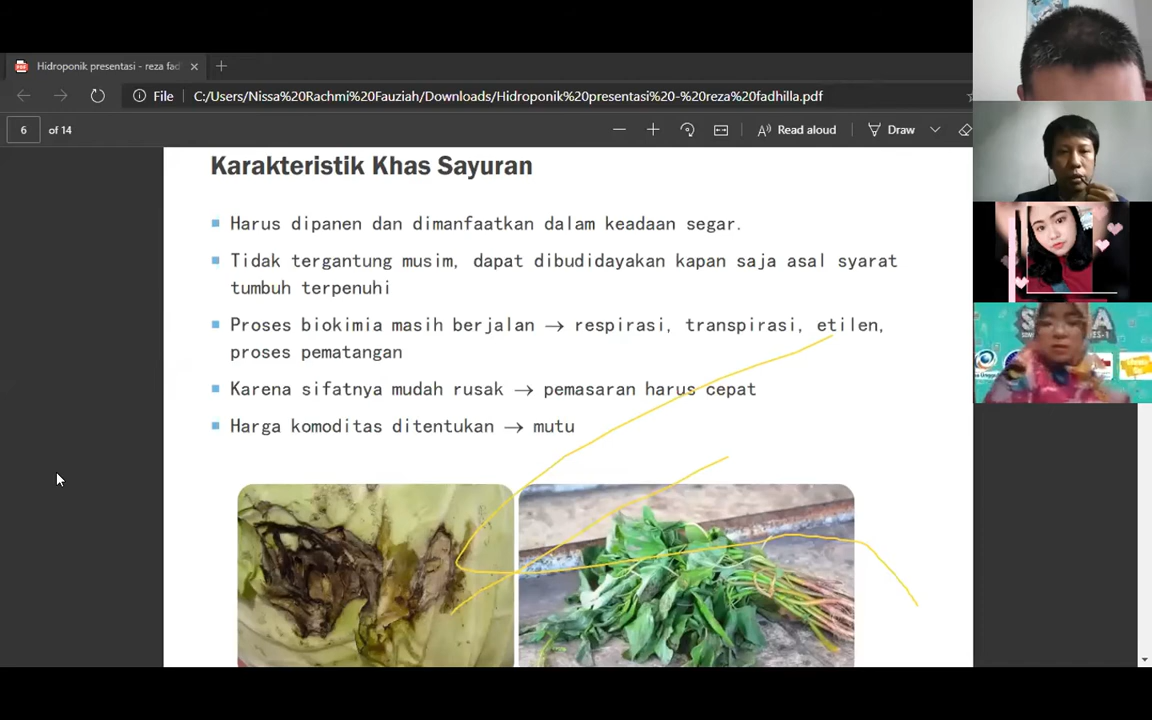 Hidroponik presentasi - reza fad
File C:/Users/Nissa%20Rachmi%20Fauziah/Downloads/Hidroponik%20presentasi%20-%20reza%20fadhilla.pdf
6 of 14 Read aloud Draw
Karakteristik Khas Sayuran
Harus dipanen dan dimanfaatkan dalam keadaan segar.
Tidak tergantung musim, dapat dibudidayakan kapan saja asal syarat
tumbuh terpenuhi
Proses biokimia masih berjalan → respirasi, transpirasi, etilen,
proses pematangan
Karena sifatnya mudah rusak → pemasaran harus cepat
Harga komoditas ditentukan → mutu